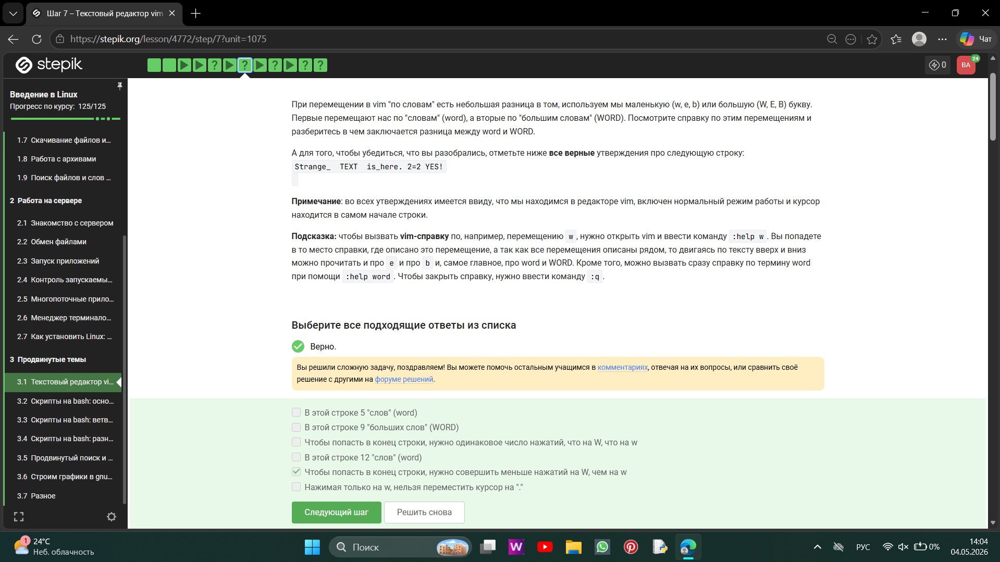 Шаг 7 – Текстовый редактор vim
https://stepik.org/lesson/4772/step/7?unit=1075
Чат
stepik
0
ВА
24
Введение в Linux
Прогресс по курсу: 125/125
1.7 Скачивание файлов и...
1.8 Работа с архивами
1.9 Поиск файлов и слов ...
2 Работа на сервере
2.1 Знакомство с сервером
2.2 Обмен файлами
2.3 Запуск приложений
2.4 Контроль запускаемы...
2.5 Многопоточные прило...
2.6 Менеджер терминало...
2.7 Как установить Linux: ...
3 Продвинутые темы
3.1 Текстовый редактор vi...
3.2 Скрипты на bash: осно...
3.3 Скрипты на bash: ветв...
3.4 Скрипты на bash: разн...
3.5 Продвинутый поиск и ...
3.6 Строим графики в gnu...
3.7 Разное
При перемещении в vim "по словам" есть небольшая разница в том, используем мы маленькую (w, e, b) или большую (W, E, B) букву.
Первые перемещают нас по "словам" (word), а вторые по "большим словам" (WORD). Посмотрите справку по этим перемещениям и
разберитесь в чем заключается разница между word и WORD.
А для того, чтобы убедиться, что вы разобрались, отметьте ниже все верные утверждения про следующую строку:
Strange_  TEXT  is_here. 2=2 YES!
Примечание: во всех утверждениях имеется ввиду, что мы находимся в редакторе vim, включен нормальный режим работы и курсор
находится в самом начале строки.
Подсказка: чтобы вызвать vim-справку по, например, перемещению w, нужно открыть vim и ввести команду :help w. Вы попадете
в то место справки, где описано это перемещение, а так как все перемещения описаны рядом, то двигаясь по тексту вверх и вниз
можно прочитать и про e и про b и, самое главное, про word и WORD. Кроме того, можно вызвать сразу справку по термину word
при помощи :help word. Чтобы закрыть справку, нужно ввести команду :q.
Выберите все подходящие ответы из списка
Верно.
Вы решили сложную задачу, поздравляем! Вы можете помочь остальным учащимся в комментариях, отвечая на их вопросы, или сравнить своё
решение с другими на форуме решений.
В этой строке 5 "слов" (word)
В этой строке 9 "больших слов" (WORD)
Чтобы попасть в конец строки, нужно одинаковое число нажатий, что на W, что на w
В этой строке 12 "слов" (word)
Чтобы попасть в конец строки, нужно совершить меньше нажатий на W, чем на w
Нажимая только на w, нельзя переместить курсор на "."
Следующий шаг
Решить снова
1
24°C
Неб. облачность
Поиск
W
РУС
0%
14:04
04.05.2026